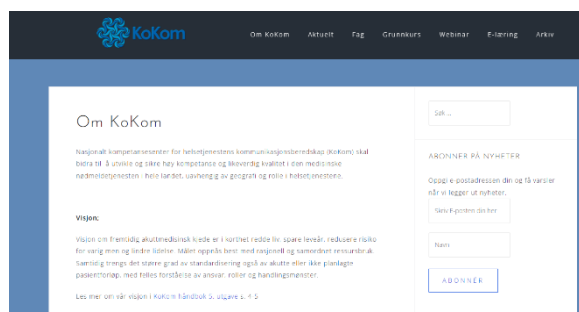 KoKom
Om KoKom Aktuelt Fag Grunnkurs Webinar E-læring Arkiv
Om KoKom
Nasjonalt kompetansesenter for helsetjenestens kommunikasjonsberedskap (KoKom) skal
bidra til å utvikle og sikre høy kompetanse og likeverdig kvalitet i den medisinske
nødmeldetjenesten i hele landet, uavhengig av geografi og rolle i helsetjenestene.
Visjon:
Visjon om fremtidig akuttmedisinsk kjede er i korthet redde liv, spare leveår, redusere risiko
for varig men og lindre lidelse. Målet oppnås best med rasjonell og samordnet ressursbruk.
Samtidig trengs det større grad av standardisering også av akutte eller ikke planlagte
pasientforløp, med felles forståelse av ansvar, roller og handlingsmønster.
Les mer om vår visjon i KoKom håndbok 5. utgave s. 4-5
Søk …
ABONNER PÅ NYHETER
Oppgi e-postadressen din og få varsler
når vi legger ut nyheter.
Skriv E-posten din her
Navn
ABONNER